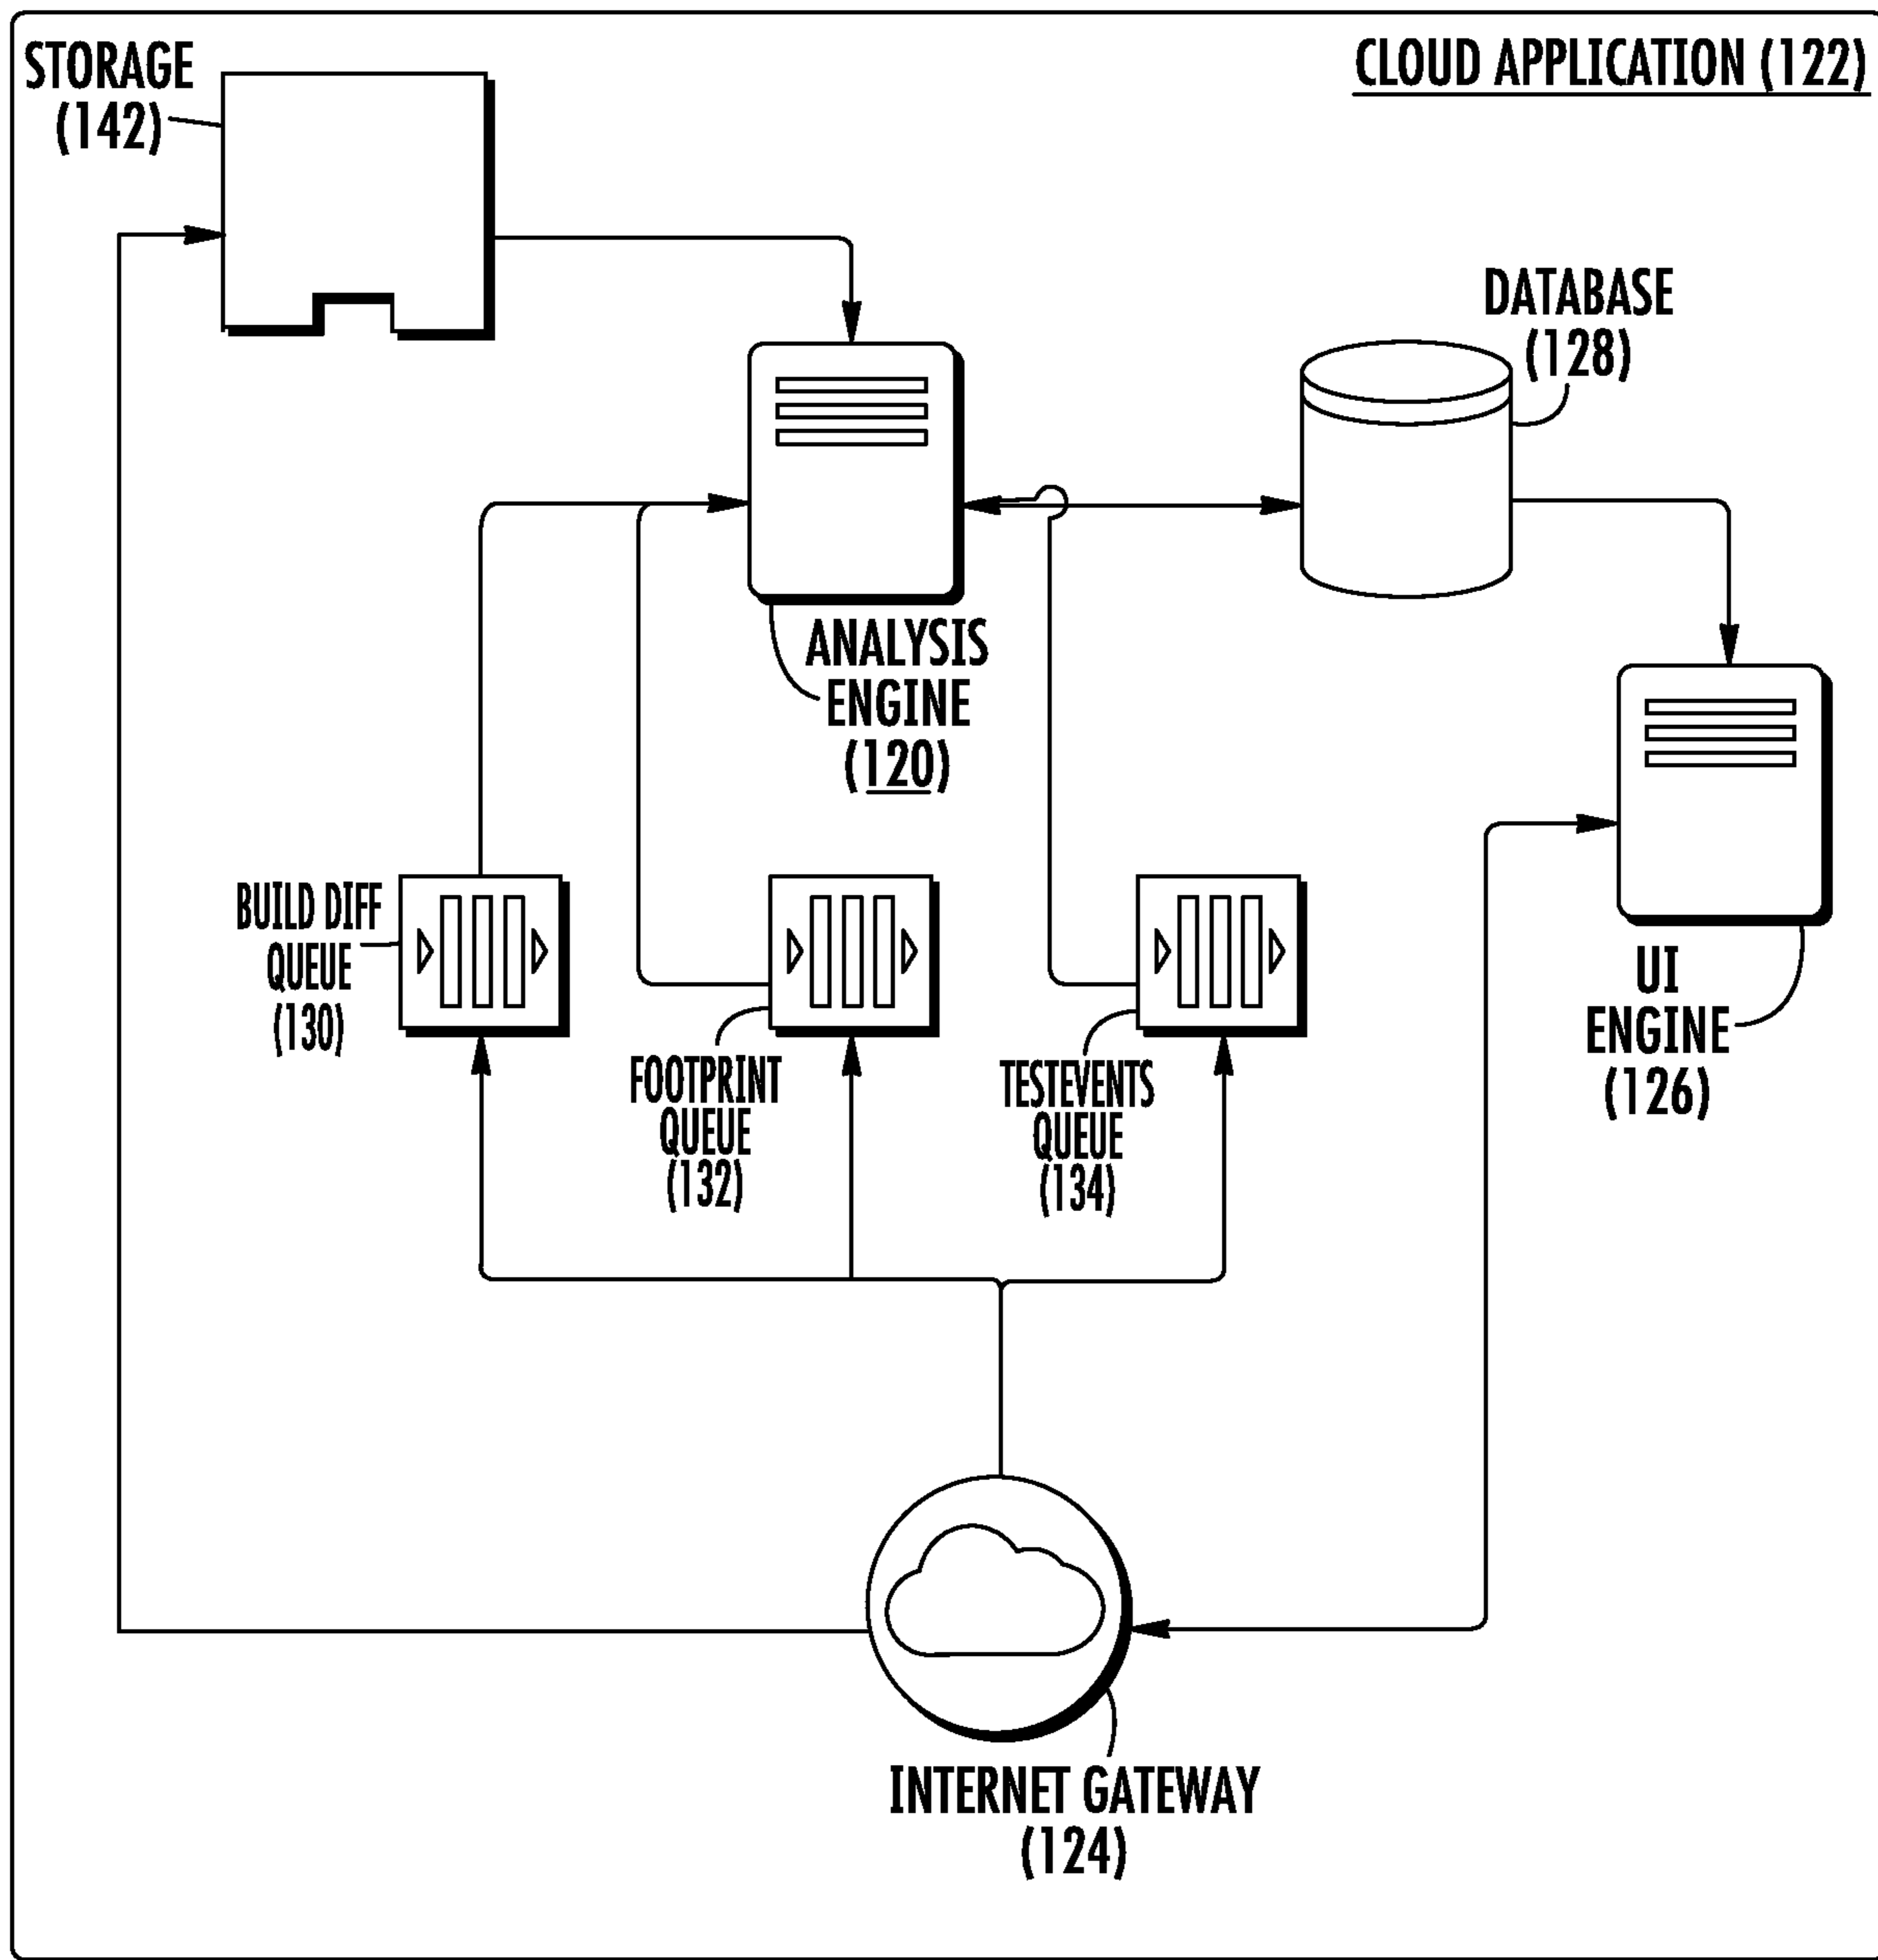 STORAGE
(142)
CLOUD APPLICATION (122)
DATABASE
(128)
ANALYSIS
ENGINE
(120)
BUILD DIFF
QUEUE
(130)
FOOTPRINT
QUEUE
(132)
TESTEVENTS
QUEUE
(134)
UI
ENGINE
(126)
INTERNET GATEWAY
(124)